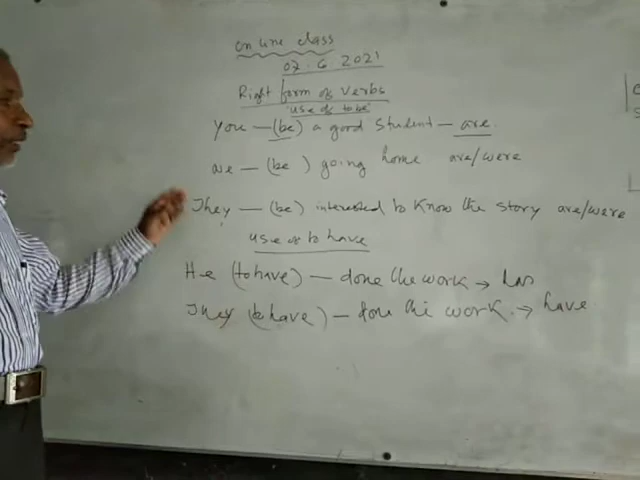 online class
07.6 2021
Right form of verbs
"use of to be"
You — (be) a good student — are.
we — (be ) going home are/were
They — (be) interested to know the story are/were
use of to have
He (to have) — done the work → has
They (to have) — done the work. → have